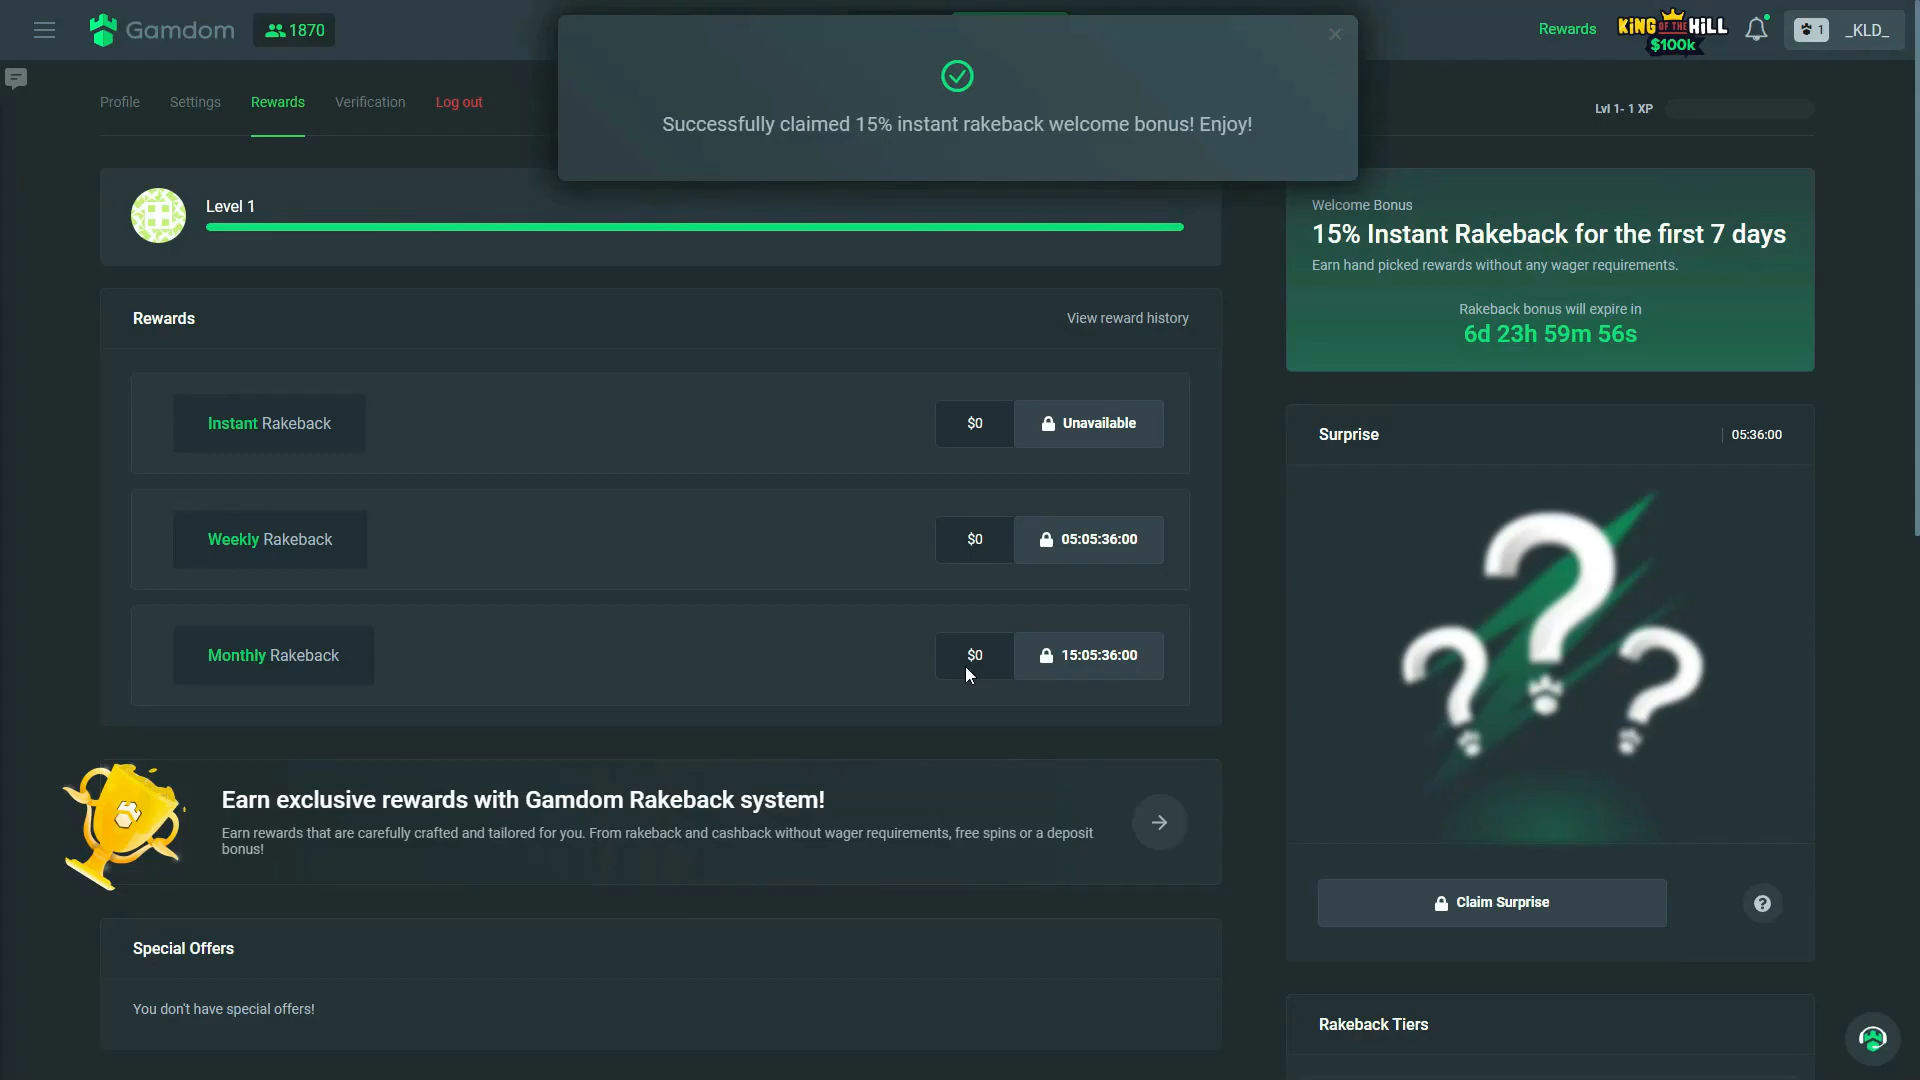 Gamdom
1870
Rewards
KING OF THE HILL
$100k
1
_KLD_
Successfully claimed 15% instant rakeback welcome bonus! Enjoy!
Profile
Settings
Rewards
Verification
Log out
Lvl 1- 1 XP
Level 1
Welcome Bonus
15% Instant Rakeback for the first 7 days
Earn hand picked rewards without any wager requirements.
Rakeback bonus will expire in
6d 23h 59m 56s
Rewards
View reward history
Instant Rakeback
$0
Unavailable
Weekly Rakeback
$0
05:05:36:00
Monthly Rakeback
$0
15:05:36:00
Surprise
05:36:00
Claim Surprise
Earn exclusive rewards with Gamdom Rakeback system!
Earn rewards that are carefully crafted and tailored for you. From rakeback and cashback without wager requirements, free spins or a deposit
bonus!
Special Offers
You don't have special offers!
Rakeback Tiers